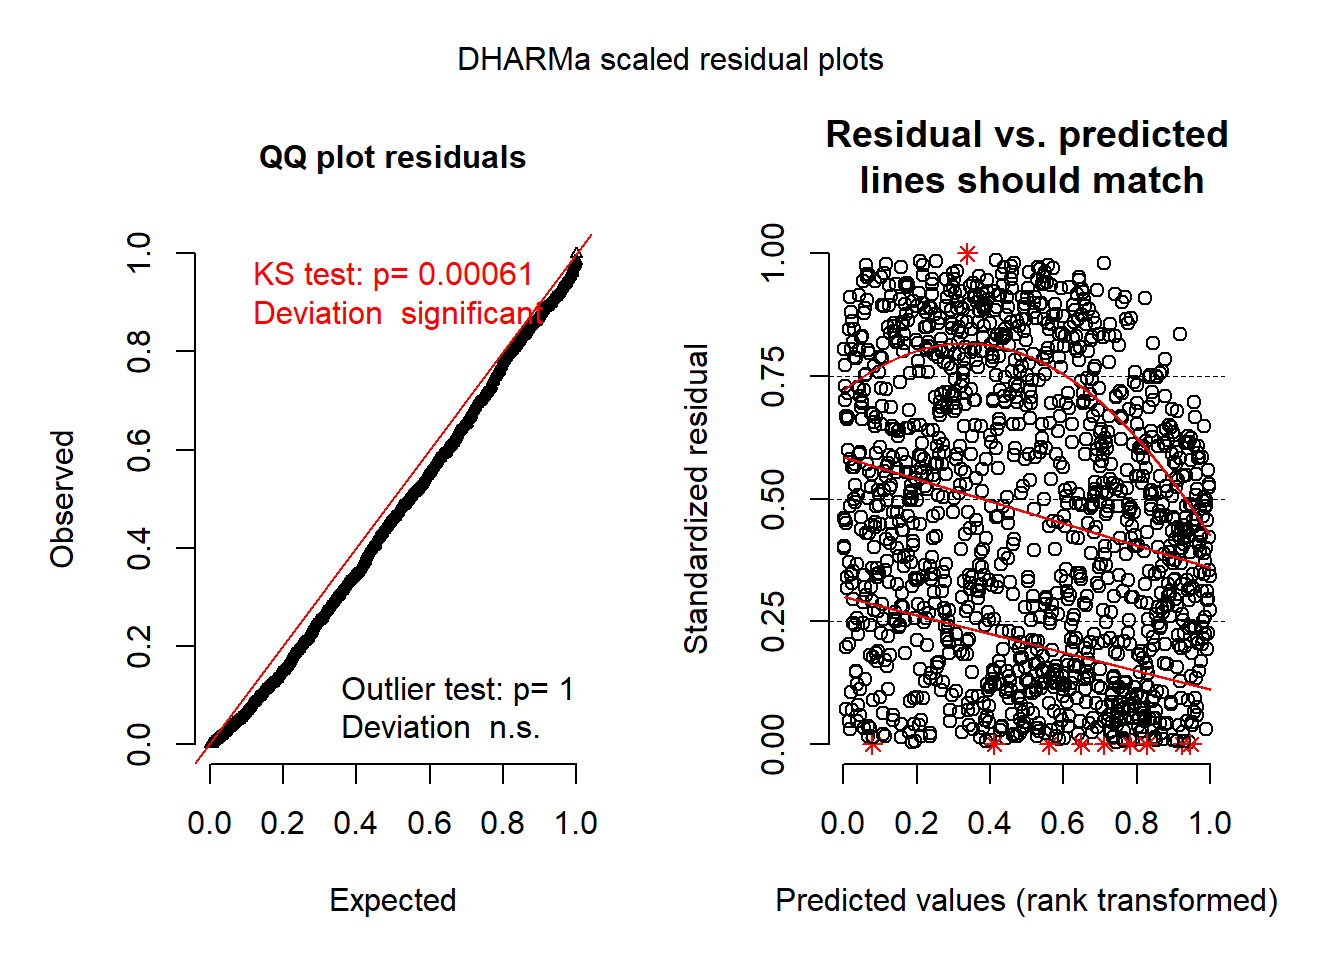 DHARMa scaled residual plots
QQ plot residuals
KS test: p= 0.00061
Deviation  significant
Outlier test: p= 1
Deviation  n.s.
Observed
0.0 0.2 0.4 0.6 0.8 1.0
0.0 0.2 0.4 0.6 0.8 1.0
Expected
Residual vs. predicted
lines should match
Standardized residual
0.00 0.25 0.50 0.75 1.00
0.0 0.2 0.4 0.6 0.8 1.0
Predicted values (rank transformed)